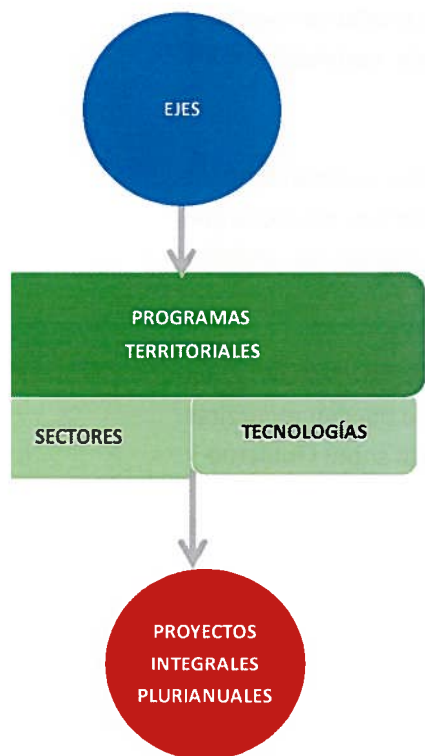 EJES
PROGRAMAS
TERRITORIALES
SECTORES
TECNOLOGÍAS
PROYECTOS
INTEGRALES
PLURIANUALES